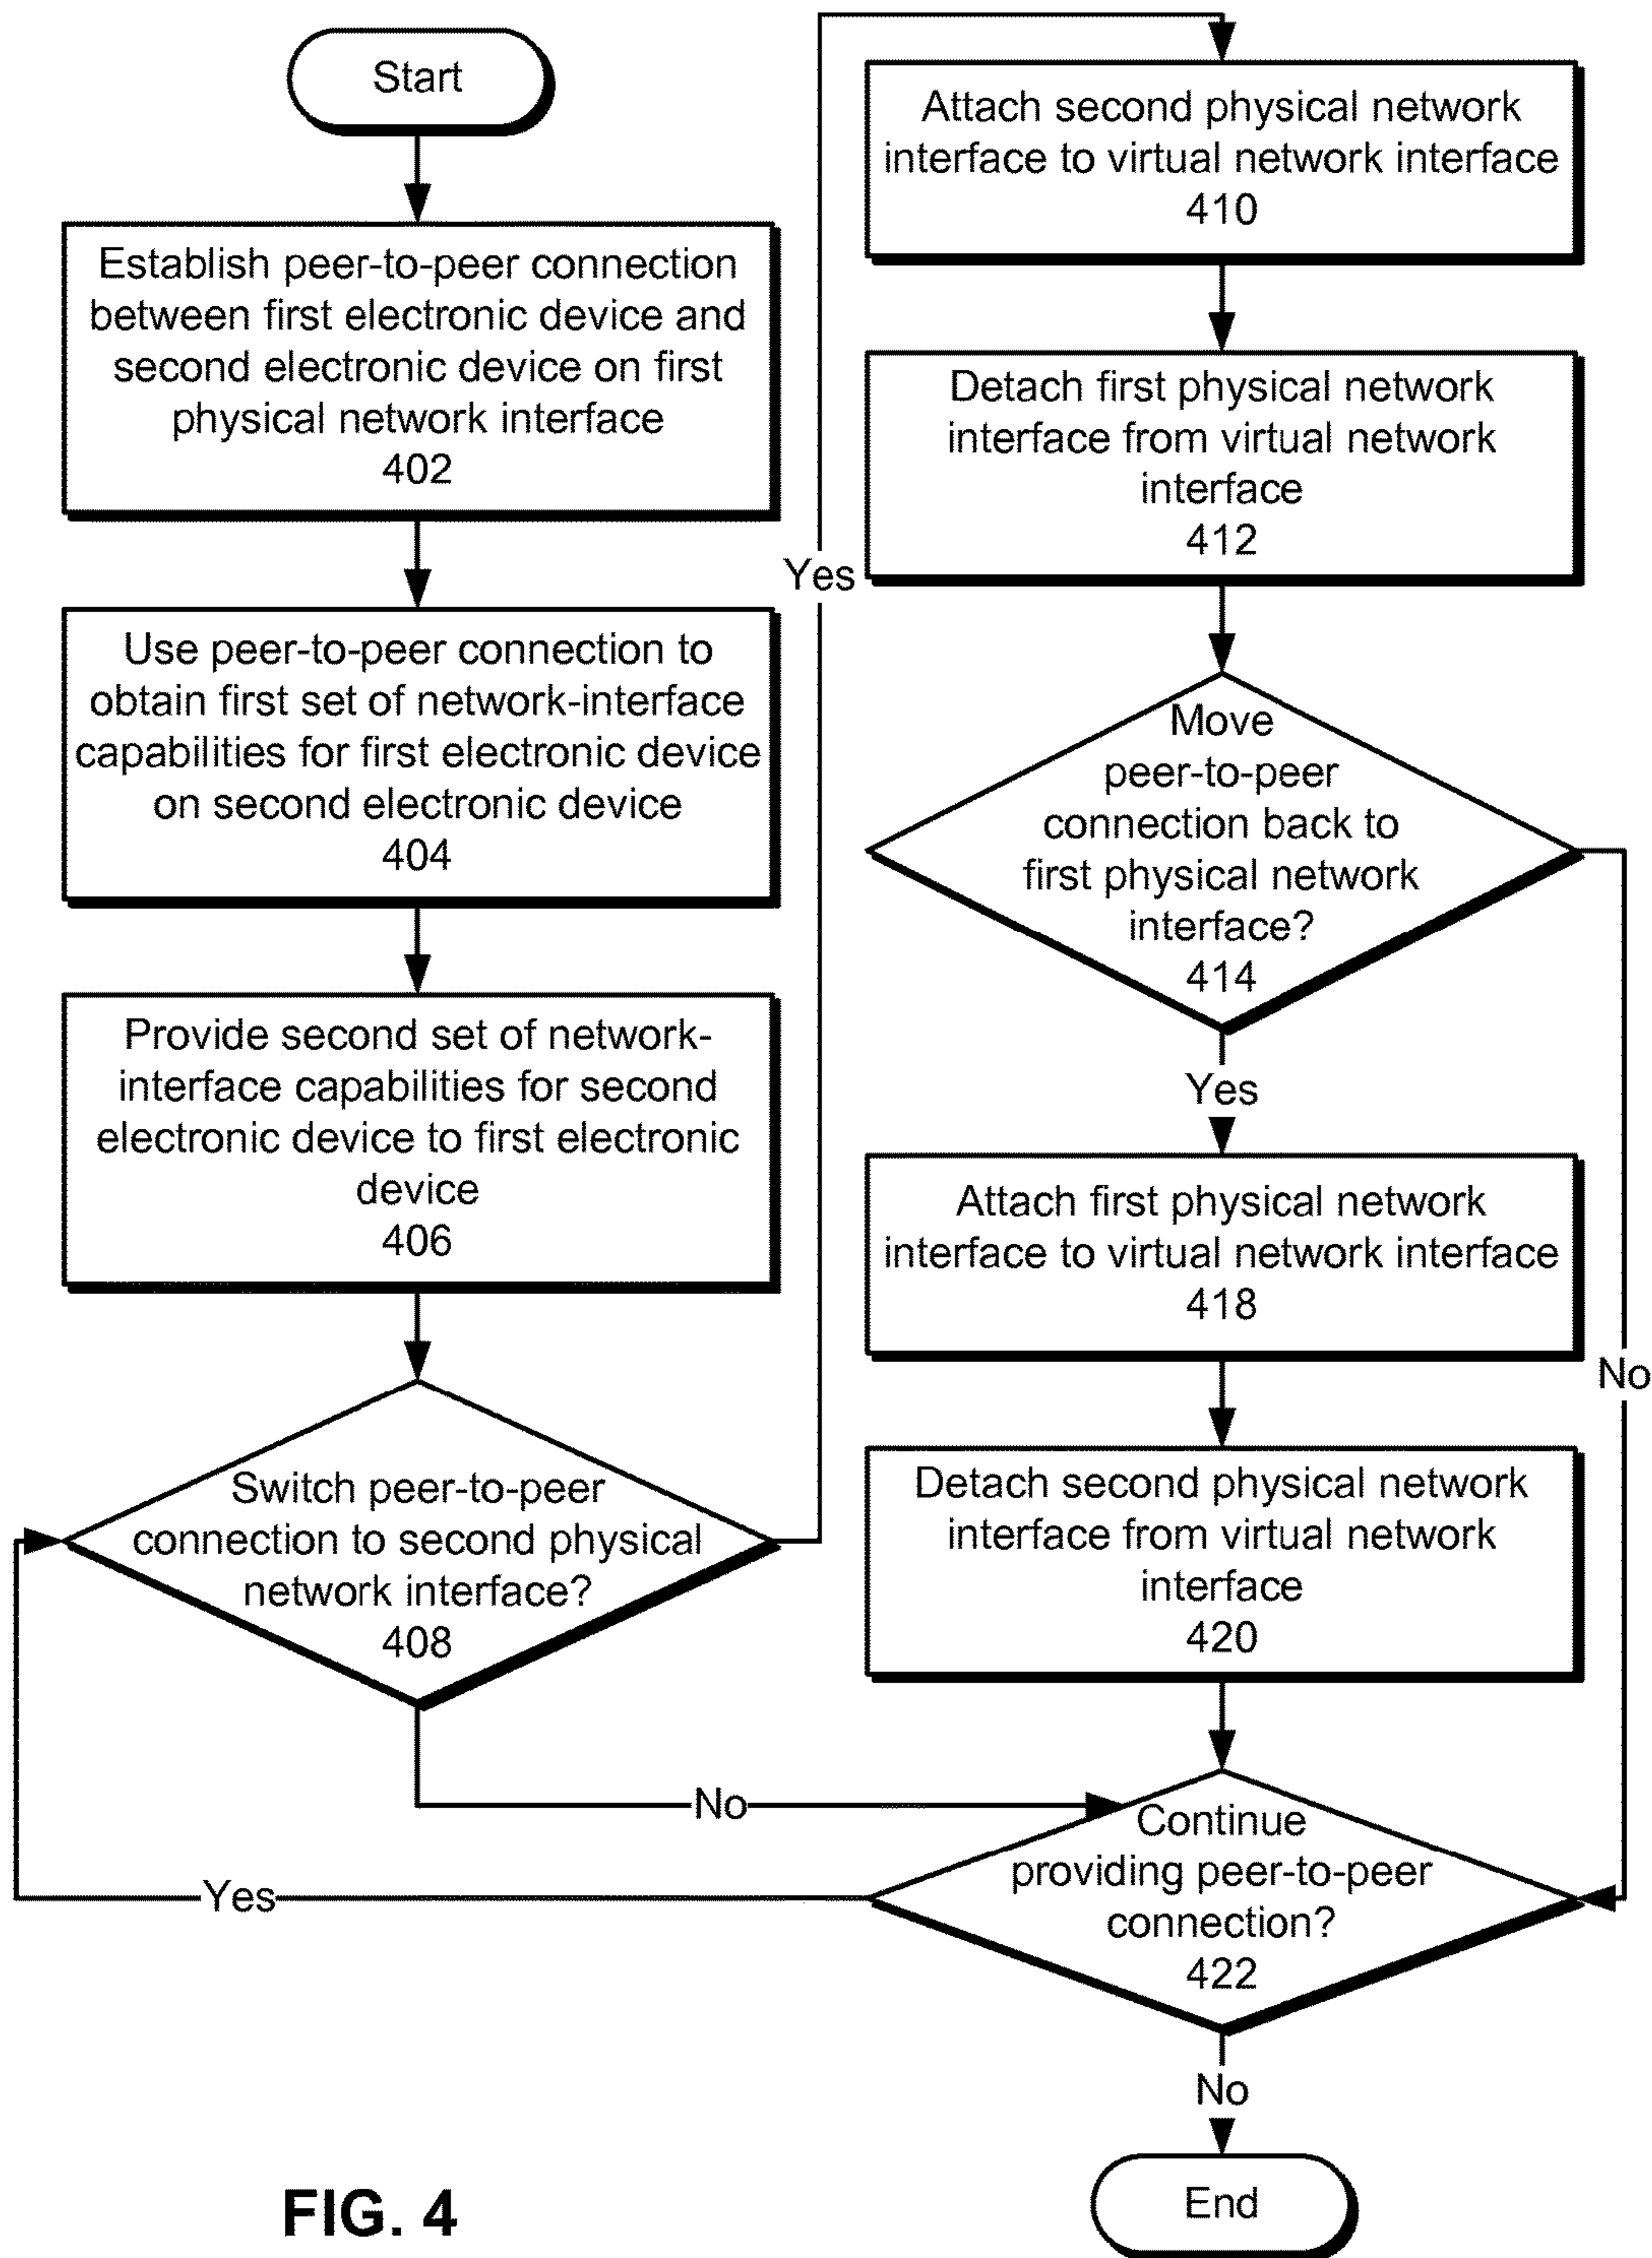 Start
Establish peer-to-peer connection
between first electronic device and
second electronic device on first
physical network interface
402
Use peer-to-peer connection to
obtain first set of network-interface
capabilities for first electronic device
on second electronic device
404
Provide second set of network-
interface capabilities for second
electronic device to first electronic
device
406
Switch peer-to-peer
connection to second physical
network interface?
408
Yes
No
Attach second physical network
interface to virtual network interface
410
Detach first physical network
interface from virtual network
interface
412
Move
peer-to-peer
connection back to
first physical network
interface?
414
Yes
No
Attach first physical network
interface to virtual network interface
418
Detach second physical network
interface from virtual network
interface
420
Continue
providing peer-to-peer
connection?
422
Yes
No
End
FIG. 4